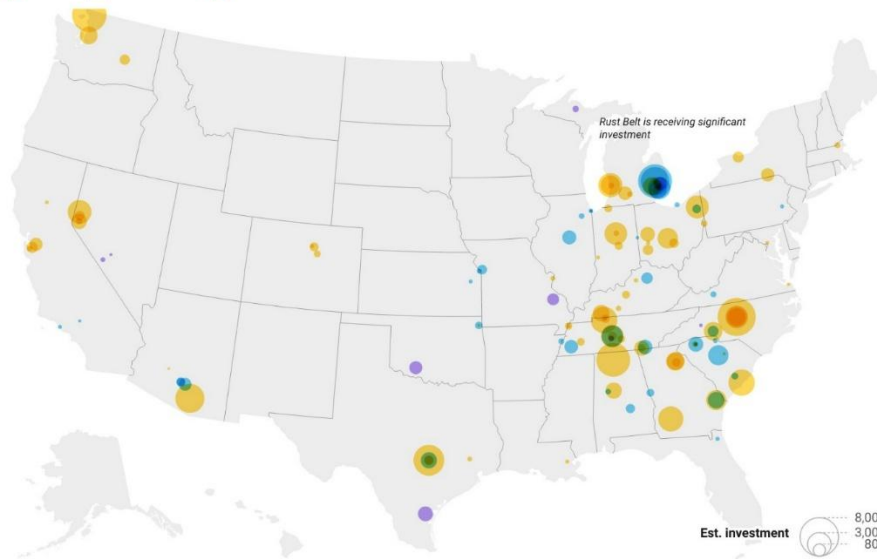 Rust Belt is receiving significant
investment
Est. investment
8,00
3,00
80